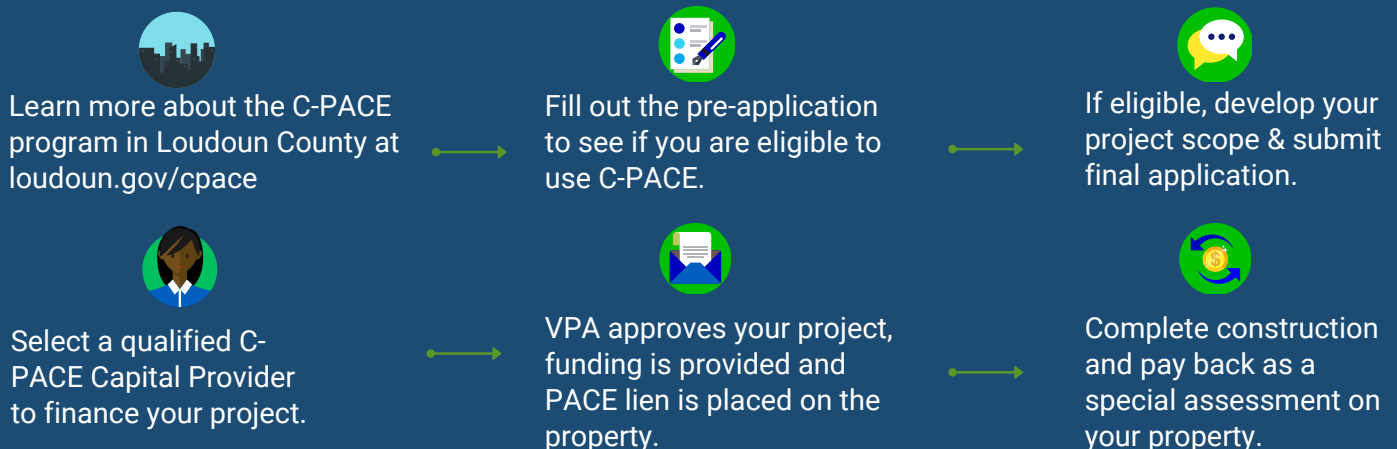 Learn more about the C-PACE
program in Loudoun County at
loudoun.gov/cpace
Fill out the pre-application
to see if you are eligible to
use C-PACE.
If eligible, develop your
project scope & submit
final application.
Select a qualified C-
PACE Capital Provider
to finance your project.
VPA approves your project,
funding is provided and
PACE lien is placed on the
property.
Complete construction
and pay back as a
special assessment on
your property.
$